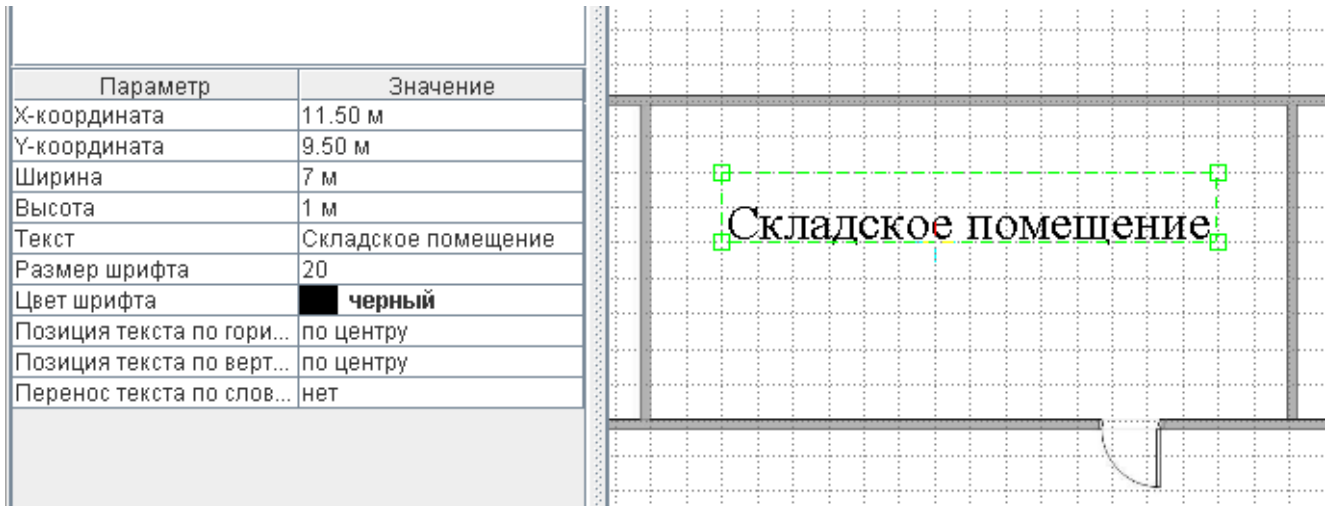 Параметр Значение
X-координата 11.50 м
Y-координата 9.50 м
Ширина 7 м
Высота 1 м
Текст Складское помещение
Размер шрифта 20
Цвет шрифта черный
Позиция текста по гори... по центру
Позиция текста по верт... по центру
Перенос текста по слов... нет
Складское помещение